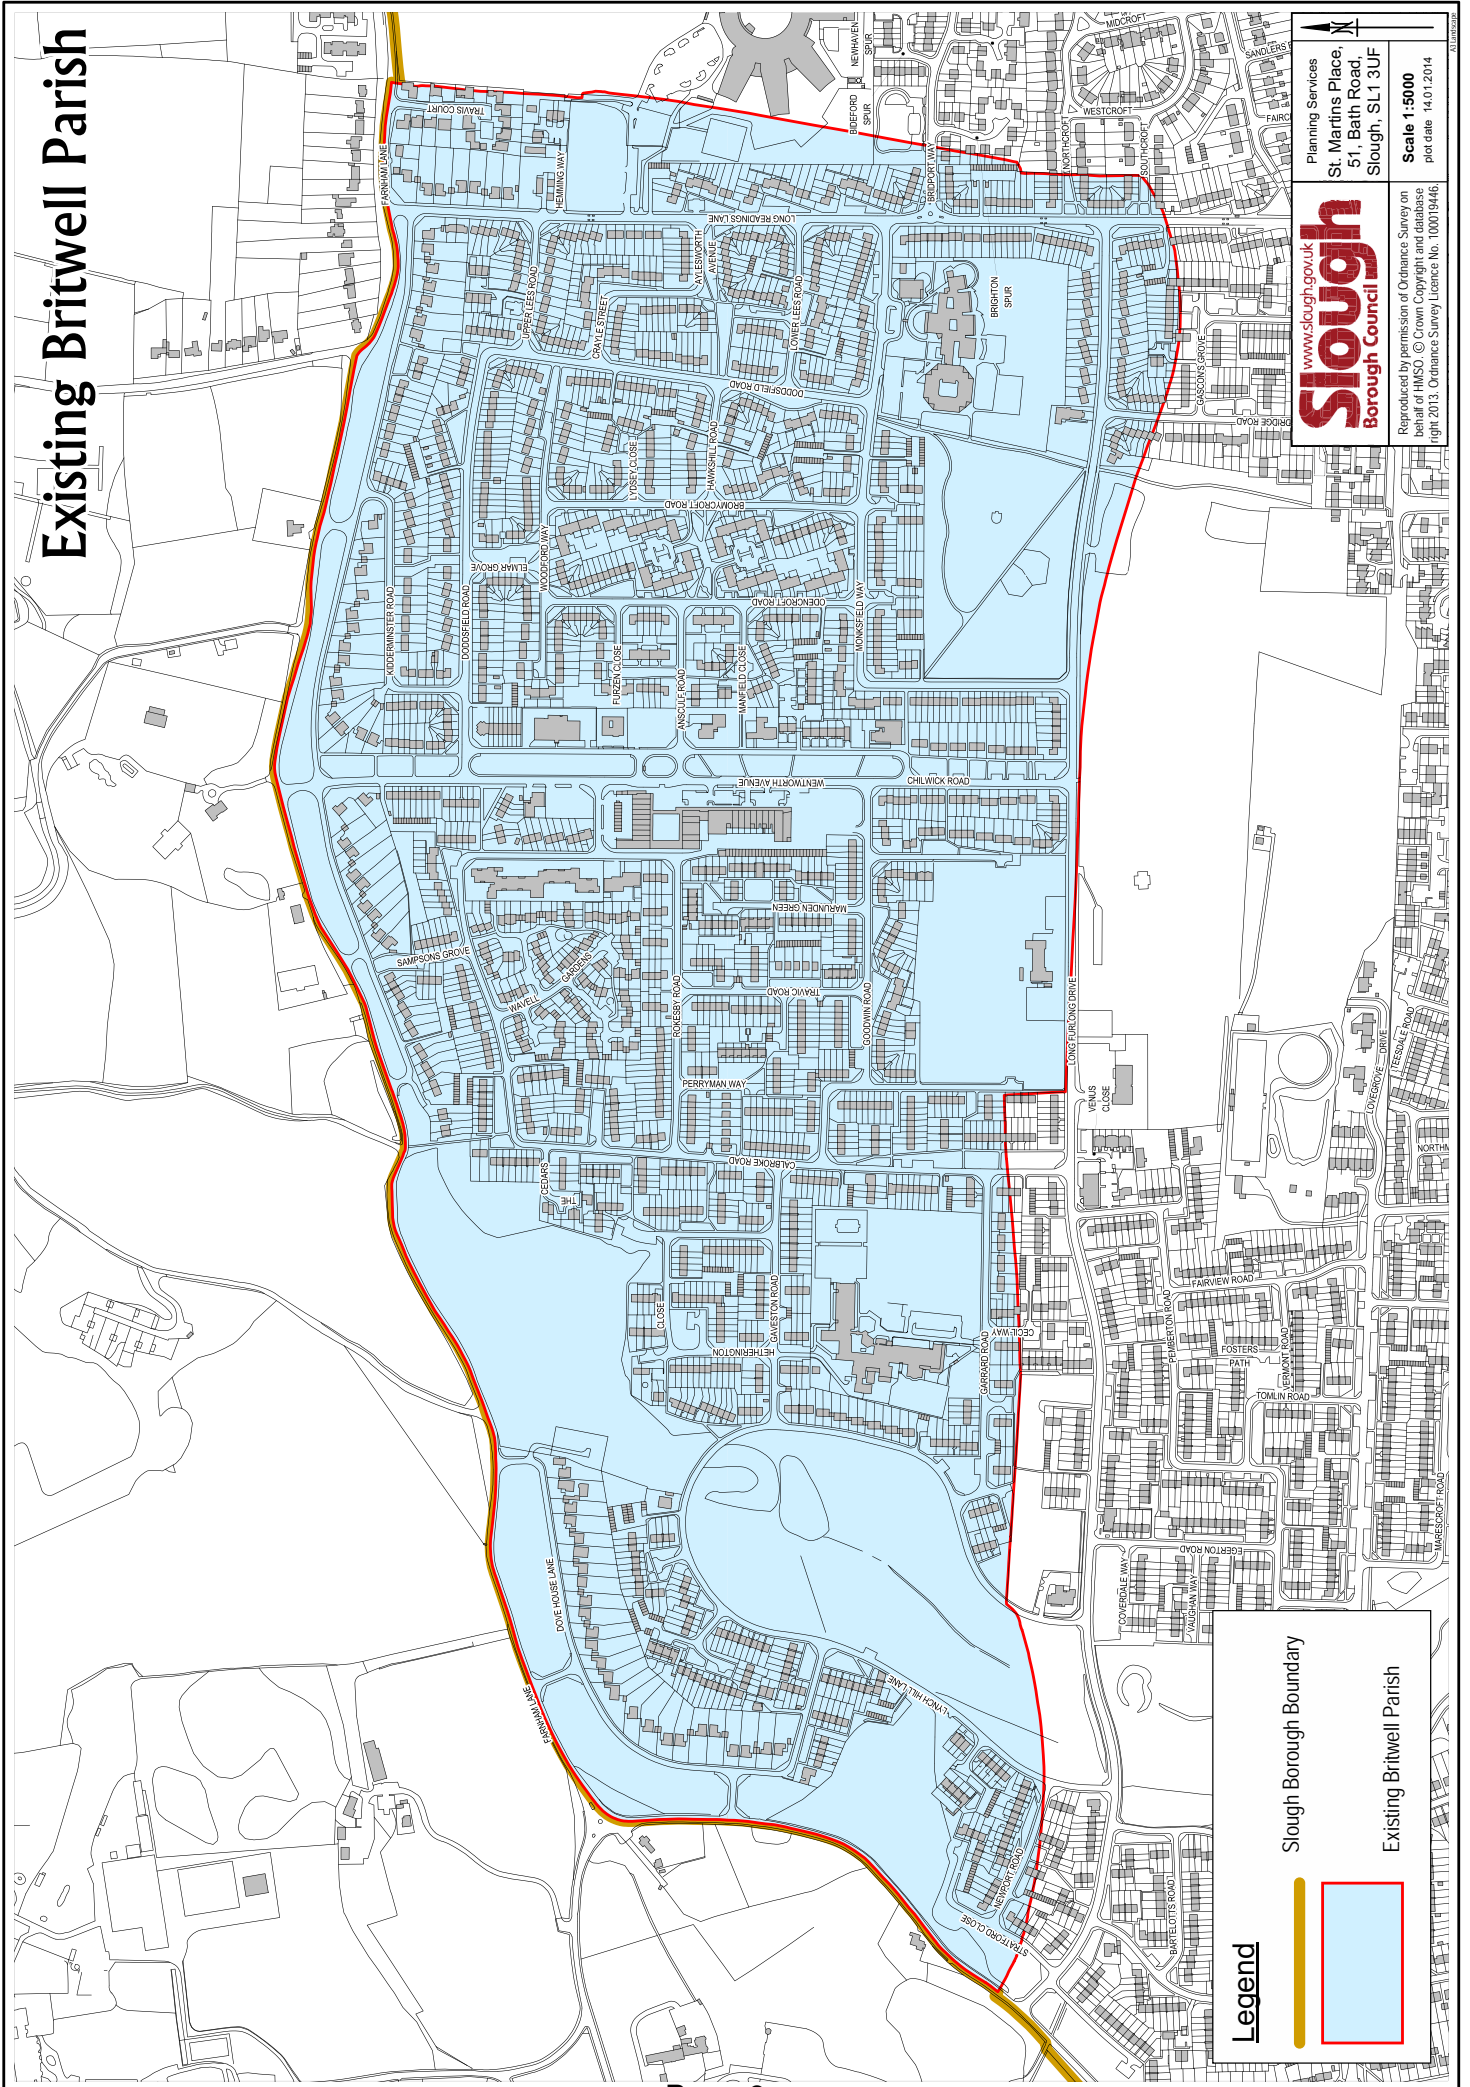 Existing Britwell Parish
FARNHAM LANE
TRAVIS COURT
HEMMING WAY
LONG READINGS LANE
UPPER LEES ROAD
AYLESWORTH
AVENUE
CRAYLE STREET
LOWER LEES ROAD
DODDSFIELD ROAD
LYDSEY CLOSE
HAWKSHILL ROAD
BROMYCROFT ROAD
BRIDPORT WAY
BRIGHTON
SPUR
BIDEFORD
SPUR
NEWHAVEN
SPUR
MIDCROFT
WESTCROFT
NORTHCROFT
SOUTHCROFT
GASCON'S GROVE
KIDDERMINSTER ROAD
DODDSFIELD ROAD
ELMAR GROVE
WOODFORD WAY
ODENCROFT ROAD
FURZEN CLOSE
ANSCULF ROAD
MANFIELD CLOSE
MONKSFIELD WAY
WENTWORTH AVENUE
CHILWICK ROAD
SAMPSONS GROVE
WAVELL
GARDENS
MARUNDEN GREEN
ROKESBY ROAD
TRAVIC ROAD
GOODWIN ROAD
PERRYMAN WAY
LONG FURLONG DRIVE
VENUS
CLOSE
CALBROKE ROAD
THE
CEDARS
CLOSE
HETHERINGTON
GAVESTON ROAD
GARRARD ROAD
CECIL WAY
DOVE HOUSE LANE
FARNHAM LANE
LYNCH HILL LANE
NEWPORT ROAD
STRATFORD CLOSE
LOVEGROVE
DRIVE
TEESDALE ROAD
FAIRVIEW ROAD
PEMBERTON ROAD
FOSTERS
PATH
VERMONT ROAD
TOMLIN ROAD
MARESCROFT ROAD
EGERTON ROAD
COVERDALE WAY
VAUGHAN WAY
BARTELOTTS ROAD
Legend
Slough Borough Boundary
Existing Britwell Parish
www.slough.gov.uk
Slough
Borough Council
Planning Services
St. Martins Place,
51, Bath Road,
Slough, SL1 3UF
N
Reproduced by permission of Ordnance Survey on
behalf of HMSO. © Crown Copyright and database
right 2013. Ordnance Survey Licence No. 100019446.
Scale 1:5000
plot date 14.01.2014
A3 Landscape